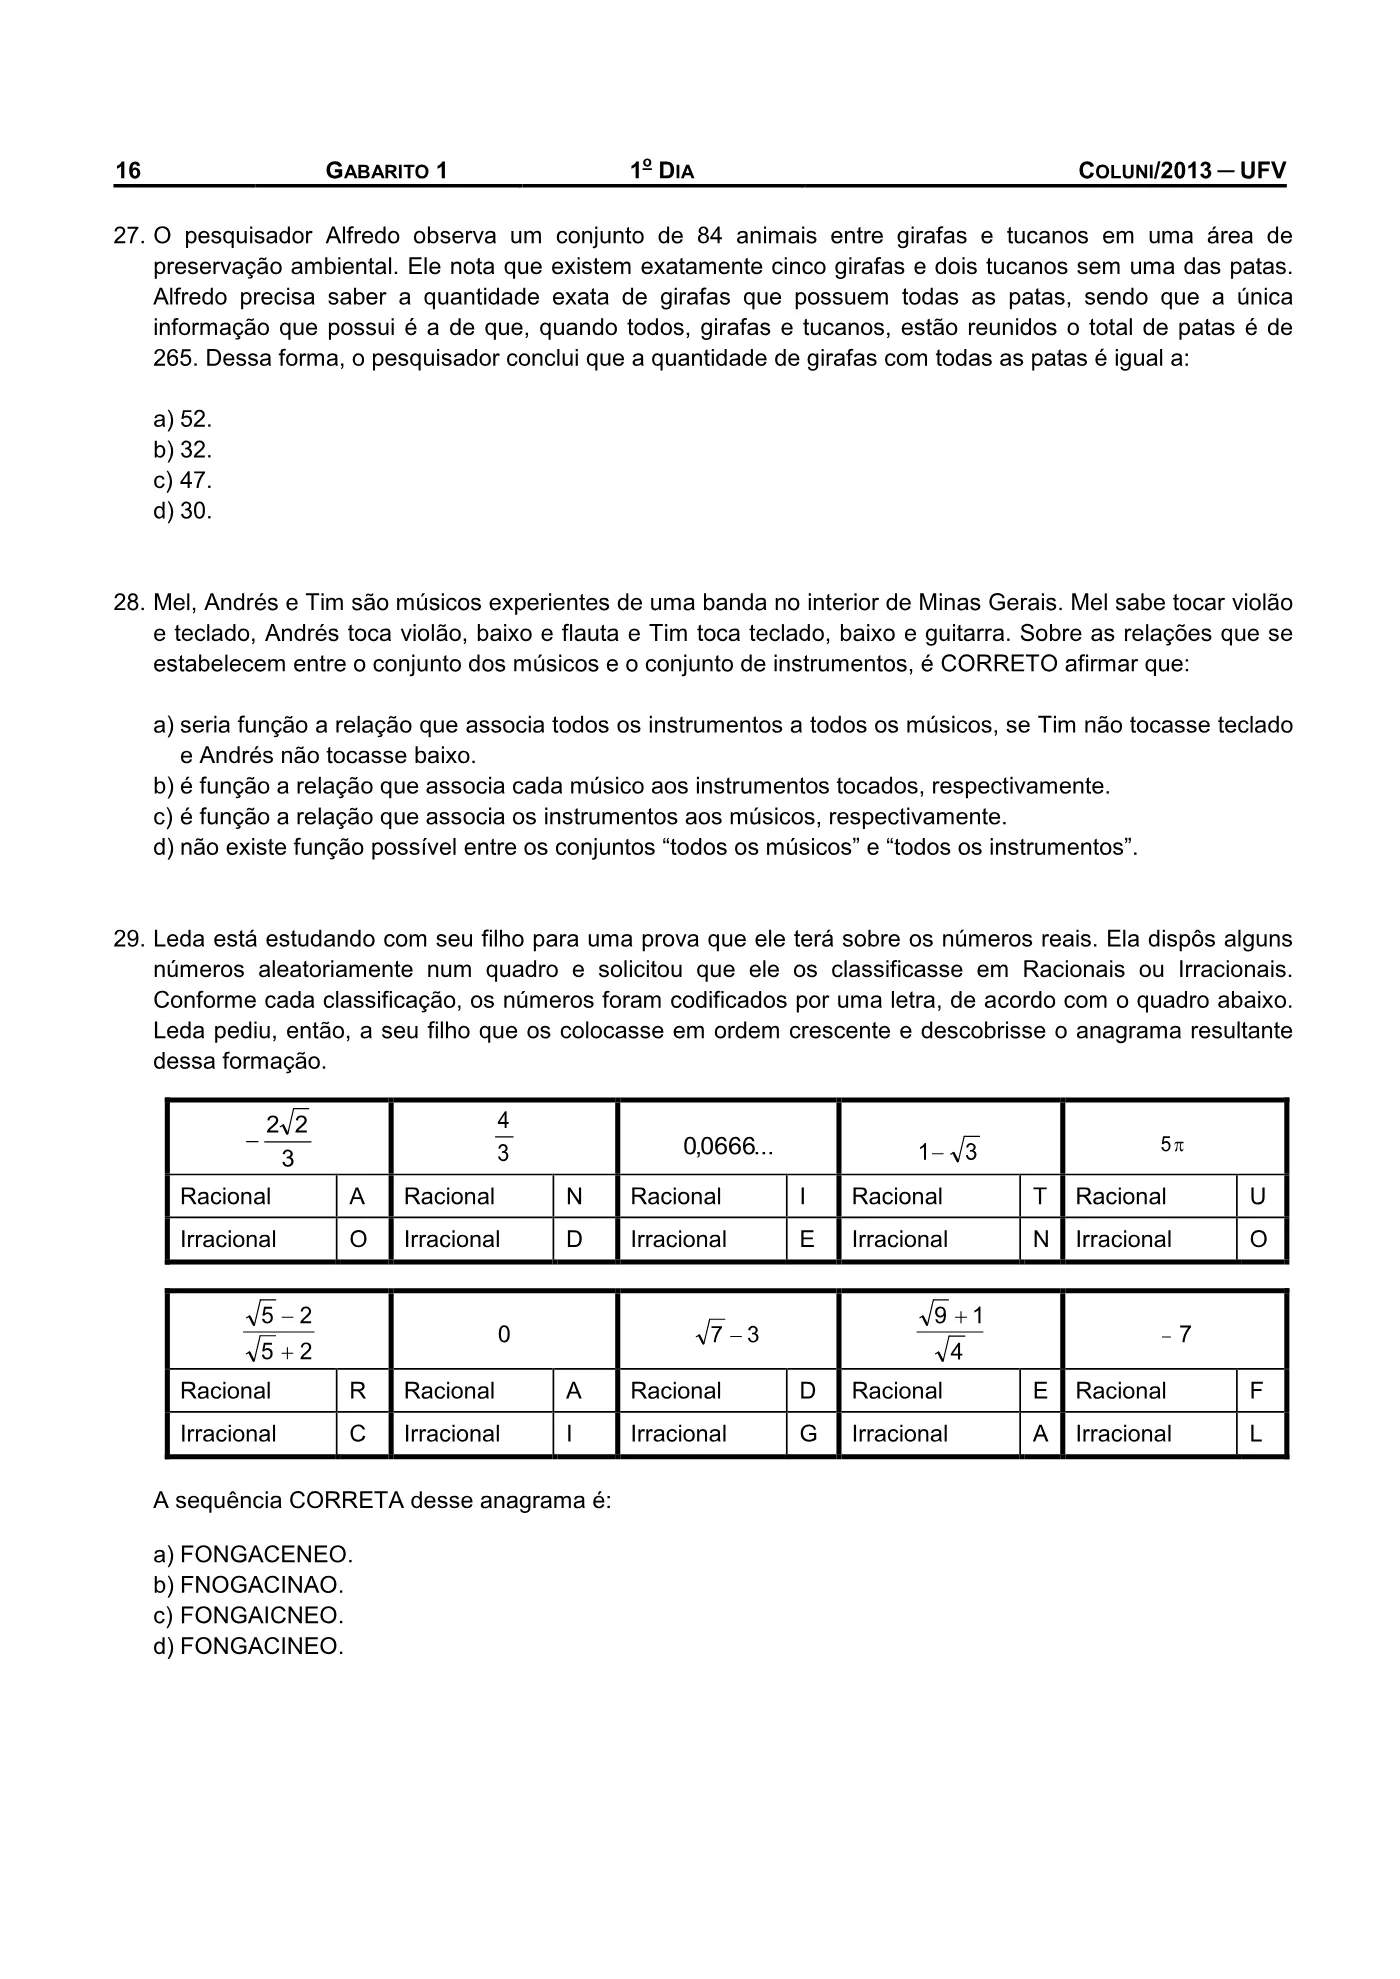 16 GABARITO 1 1º DIA COLUNI/2013 — UFV
27. O pesquisador Alfredo observa um conjunto de 84 animais entre girafas e tucanos em uma área de
preservação ambiental. Ele nota que existem exatamente cinco girafas e dois tucanos sem uma das patas.
Alfredo precisa saber a quantidade exata de girafas que possuem todas as patas, sendo que a única
informação que possui é a de que, quando todos, girafas e tucanos, estão reunidos o total de patas é de
265. Dessa forma, o pesquisador conclui que a quantidade de girafas com todas as patas é igual a:
a) 52.
b) 32.
c) 47.
d) 30.
28. Mel, Andrés e Tim são músicos experientes de uma banda no interior de Minas Gerais. Mel sabe tocar violão
e teclado, Andrés toca violão, baixo e flauta e Tim toca teclado, baixo e guitarra. Sobre as relações que se
estabelecem entre o conjunto dos músicos e o conjunto de instrumentos, é CORRETO afirmar que:
a) seria função a relação que associa todos os instrumentos a todos os músicos, se Tim não tocasse teclado
e Andrés não tocasse baixo.
b) é função a relação que associa cada músico aos instrumentos tocados, respectivamente.
c) é função a relação que associa os instrumentos aos músicos, respectivamente.
d) não existe função possível entre os conjuntos “todos os músicos” e “todos os instrumentos”.
29. Leda está estudando com seu filho para uma prova que ele terá sobre os números reais. Ela dispôs alguns
números aleatoriamente num quadro e solicitou que ele os classificasse em Racionais ou Irracionais.
Conforme cada classificação, os números foram codificados por uma letra, de acordo com o quadro abaixo.
Leda pediu, então, a seu filho que os colocasse em ordem crescente e descobrisse o anagrama resultante
dessa formação.
−2√2/3 4/3 0,0666... 1−√3 5π
Racional A Racional N Racional I Racional T Racional U
Irracional O Irracional D Irracional E Irracional N Irracional O
(√5−2)/(√5+2) 0 √7−3 (√9+1)/√4 −7
Racional R Racional A Racional D Racional E Racional F
Irracional C Irracional I Irracional G Irracional A Irracional L
A sequência CORRETA desse anagrama é:
a) FONGACENEO.
b) FNOGACINAO.
c) FONGAICNEO.
d) FONGACINEO.